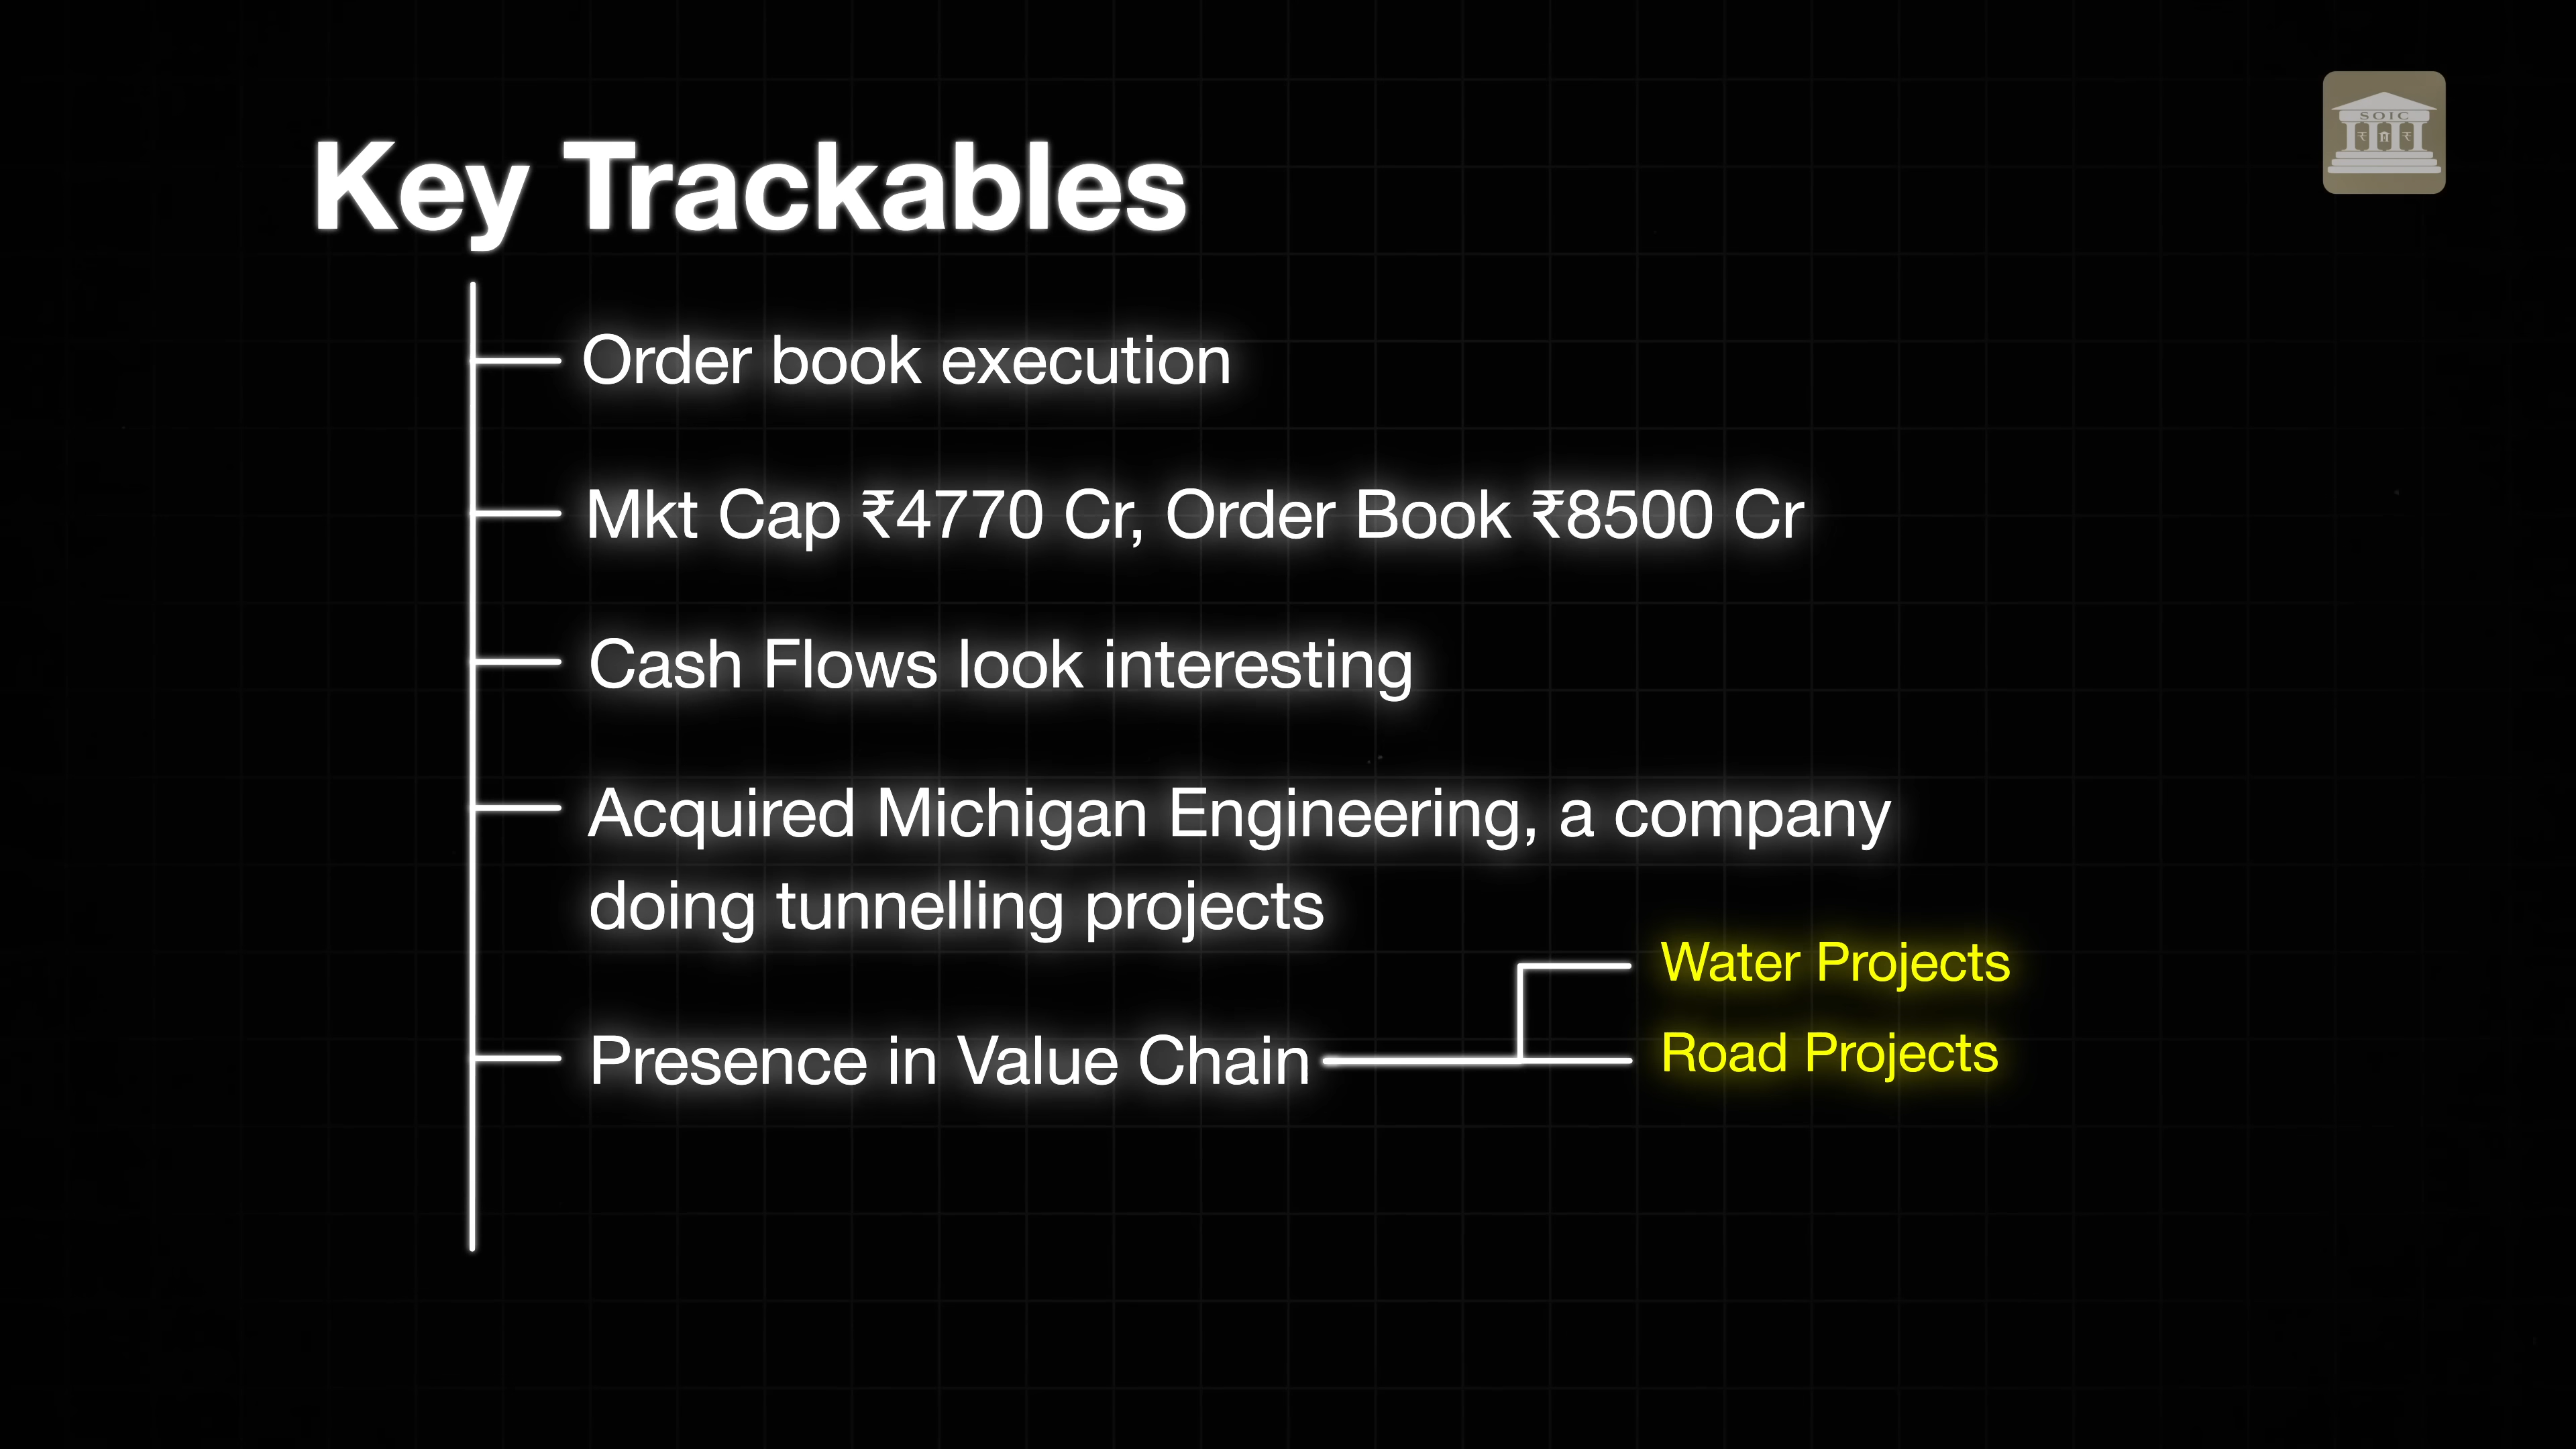 SOIC
Key Trackables
Order book execution
Mkt Cap ₹4770 Cr, Order Book ₹8500 Cr
Cash Flows look interesting
Acquired Michigan Engineering, a company
doing tunnelling projects
Presence in Value Chain
Water Projects
Road Projects